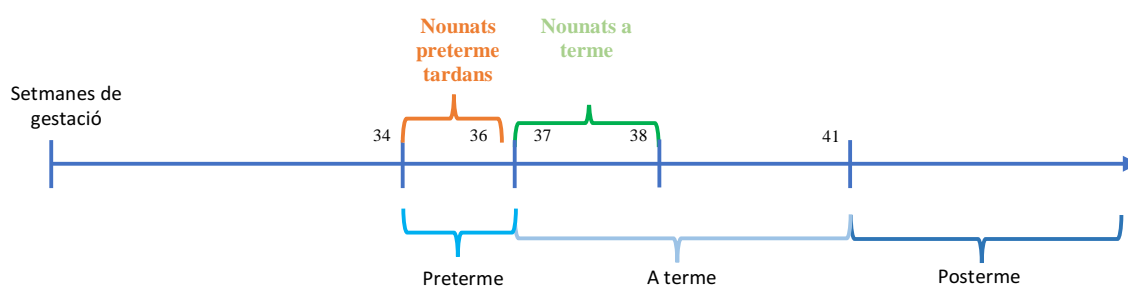 Nounats
preterme
tardans
Nounats a
terme
Setmanes de
gestació
34
36
37
38
41
Preterme
A terme
Posterme